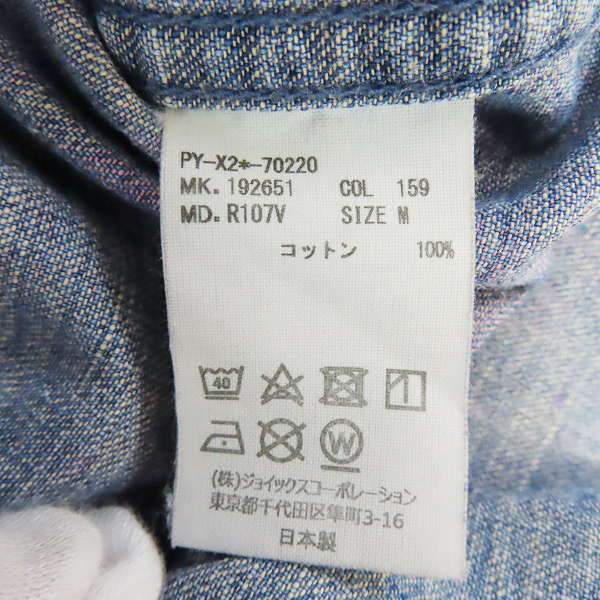 PY-X2*-70220
MK. 192651 COL 159
MD. R107V SIZE M
コットン 100%
40
W
(株)ジョイックスコーポレーション
東京都千代田区隼町3-16
日本製